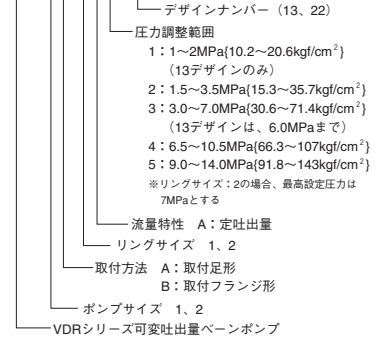 デザインナンバー（13、22）
圧力調整範囲
1：1～2MPa{10.2～20.6kgf/cm²}
（13デザインのみ）
2：1.5～3.5MPa{15.3～35.7kgf/cm²}
3：3.0～7.0MPa{30.6～71.4kgf/cm²}
（13デザインは、6.0MPaまで）
4：6.5～10.5MPa{66.3～107kgf/cm²}
5：9.0～14.0MPa{91.8～143kgf/cm²}
※リングサイズ：2の場合、最高設定圧力は
7MPaとする
流量特性　A：定吐出量
リングサイズ　1、2
取付方法　A：取付足形
B：取付フランジ形
ポンプサイズ　1、2
VDRシリーズ可変吐出量ベーンポンプ